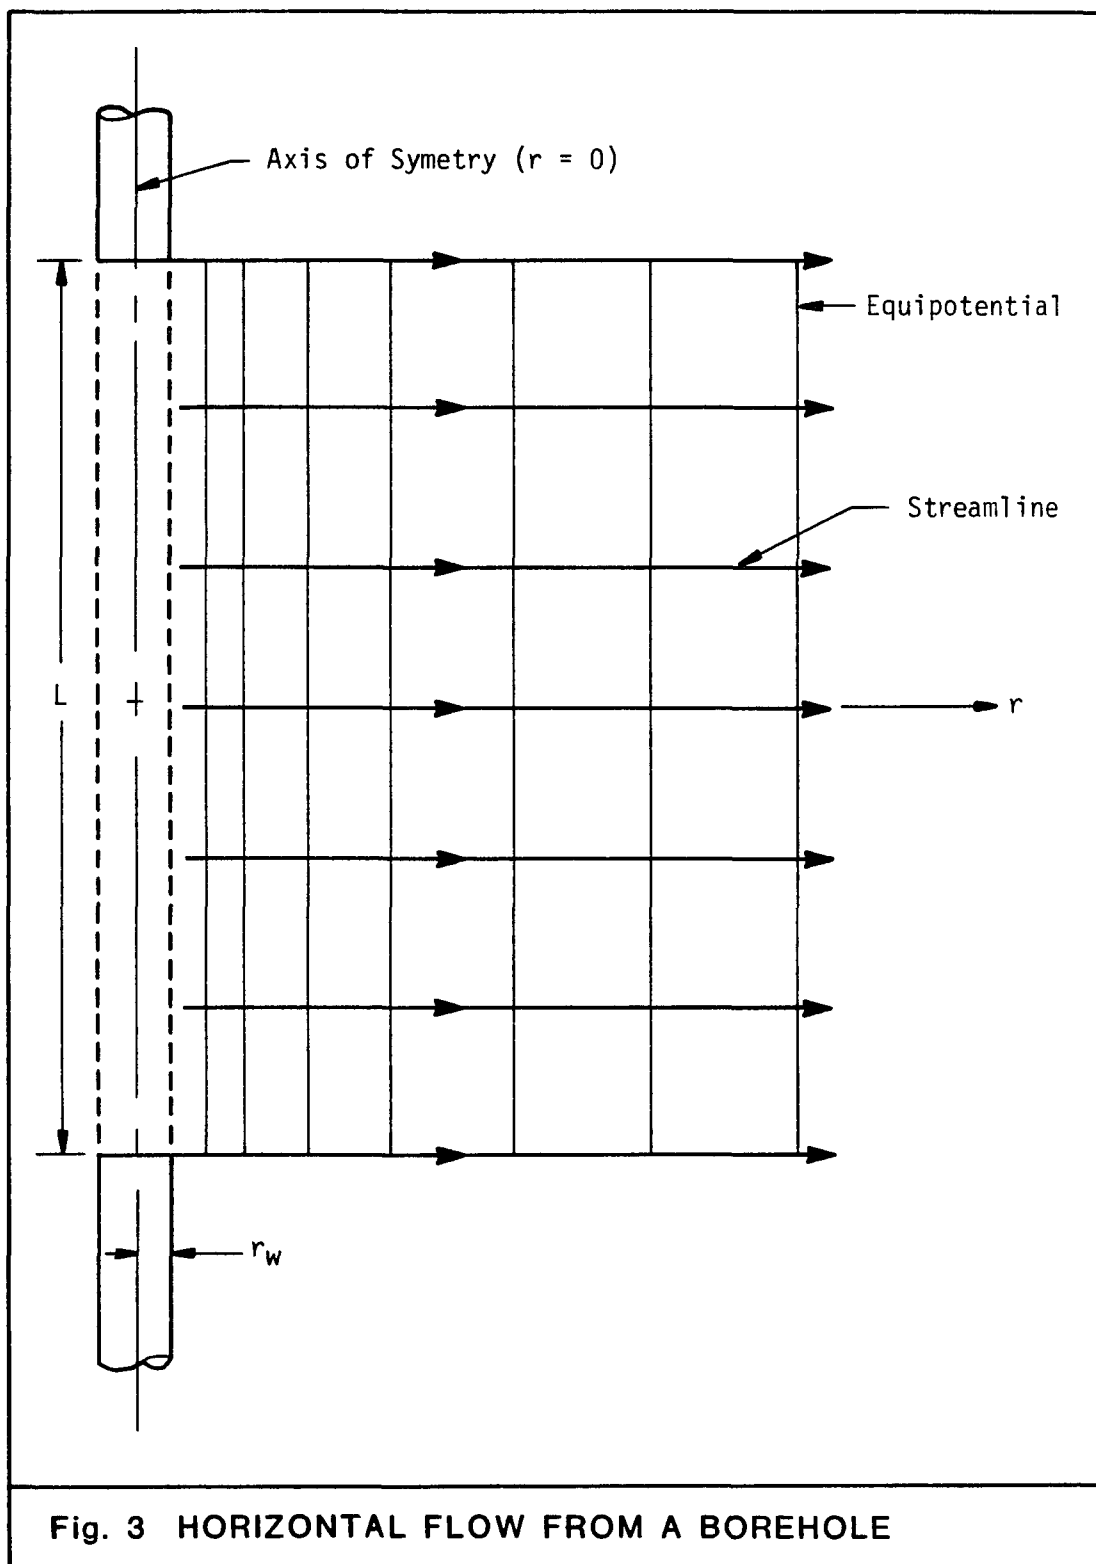 Axis of Symetry (r = 0)
Equipotential
Streamline
L
r
r_w
Fig. 3 HORIZONTAL FLOW FROM A BOREHOLE